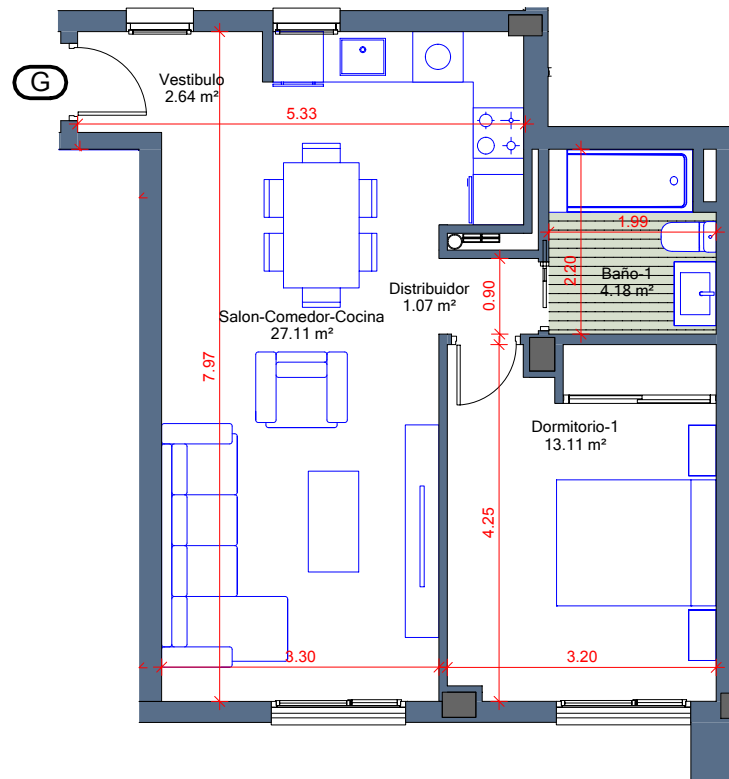 G
Vestibulo
2.64 m²
5.33
1.99
2.20
Baño-1
4.18 m²
Distribuidor
1.07 m²
0.90
Salon-Comedor-Cocina
27.11 m²
7.97
Dormitorio-1
13.11 m²
4.25
3.30
3.20